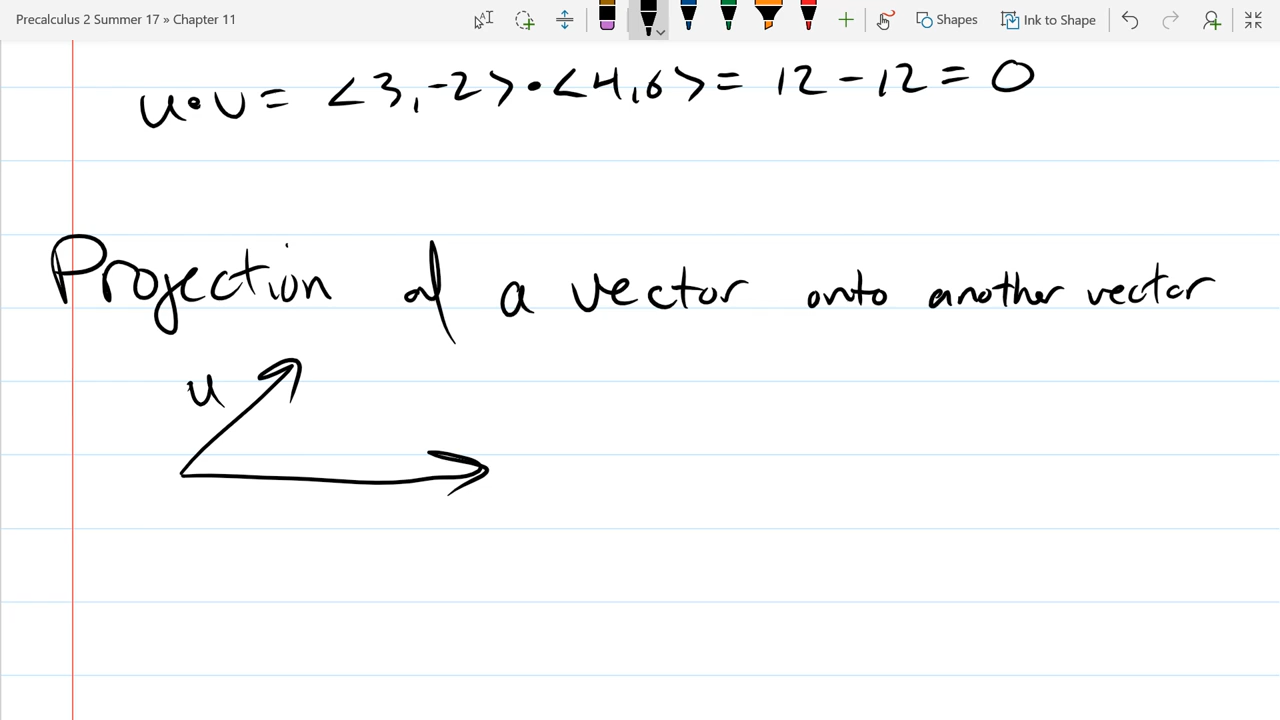 Precalculus 2 Summer 17 » Chapter 11
Shapes
Ink to Shape
u•v = <3,-2>•<4,6> = 12 - 12 = 0
Projection of a vector onto another vector
u